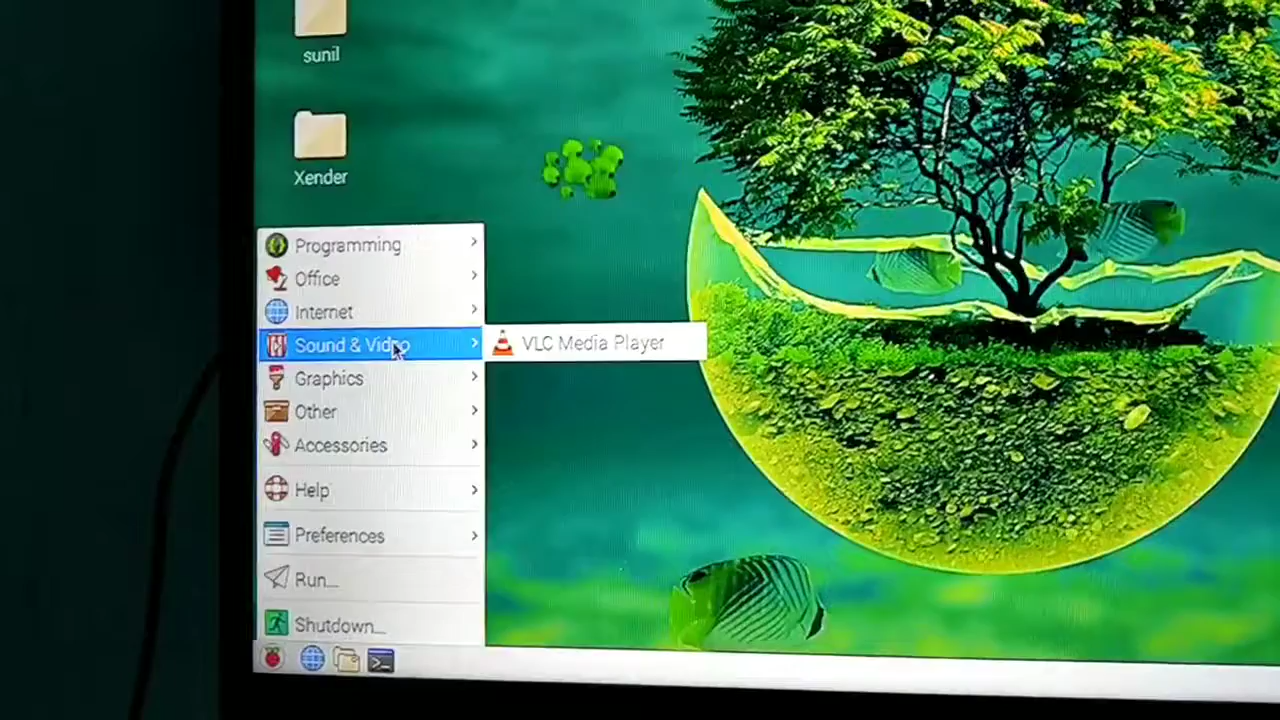 sunil
Xender
Programming
Office
Internet
Sound & Video
VLC Media Player
Graphics
Other
Accessories
Help
Preferences
Run...
Shutdown...